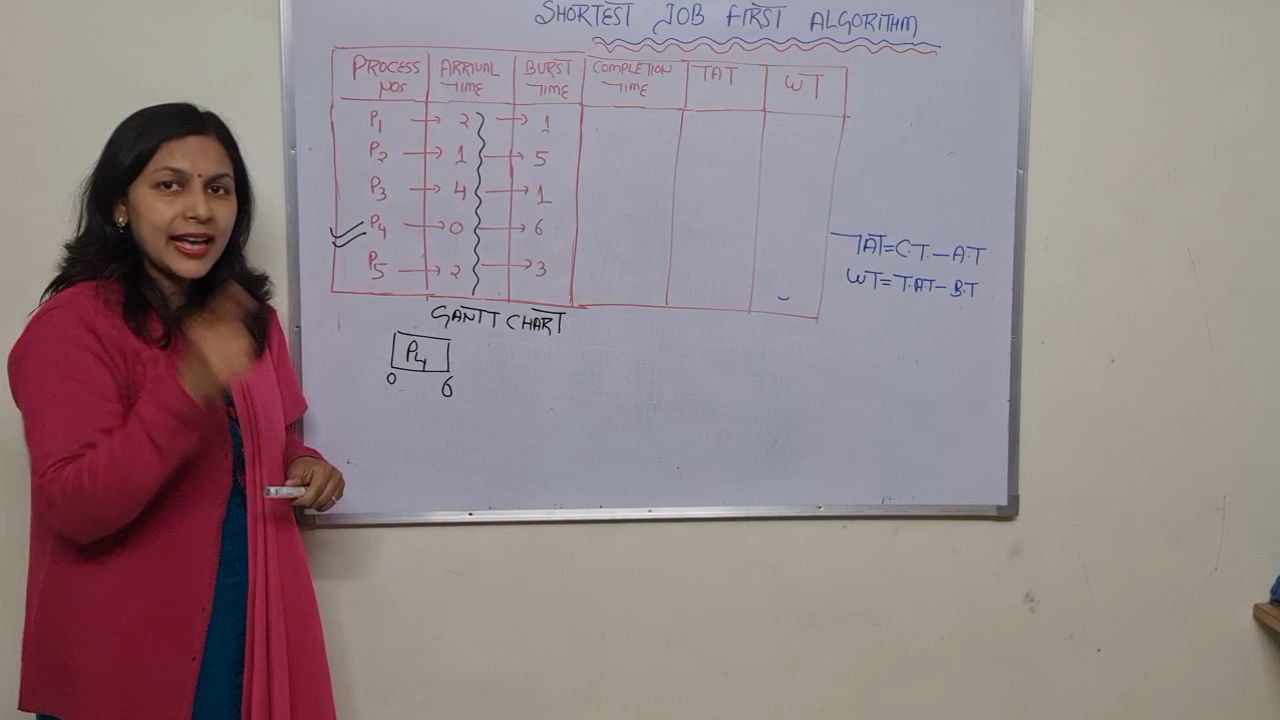 SHORTEST JOB FIRST ALGORITHM
PROCESS NOS ARRIVAL TIME BURST TIME COMPLETION TIME TAT WT
P1 → 2 → 1
P2 → 1 → 5
P3 → 4 → 1
P4 → 0 → 6
P5 → 2 → 3
TAT=C.T.-A.T
WT=T.AT-B.T
GANTT CHART
P4
0 6